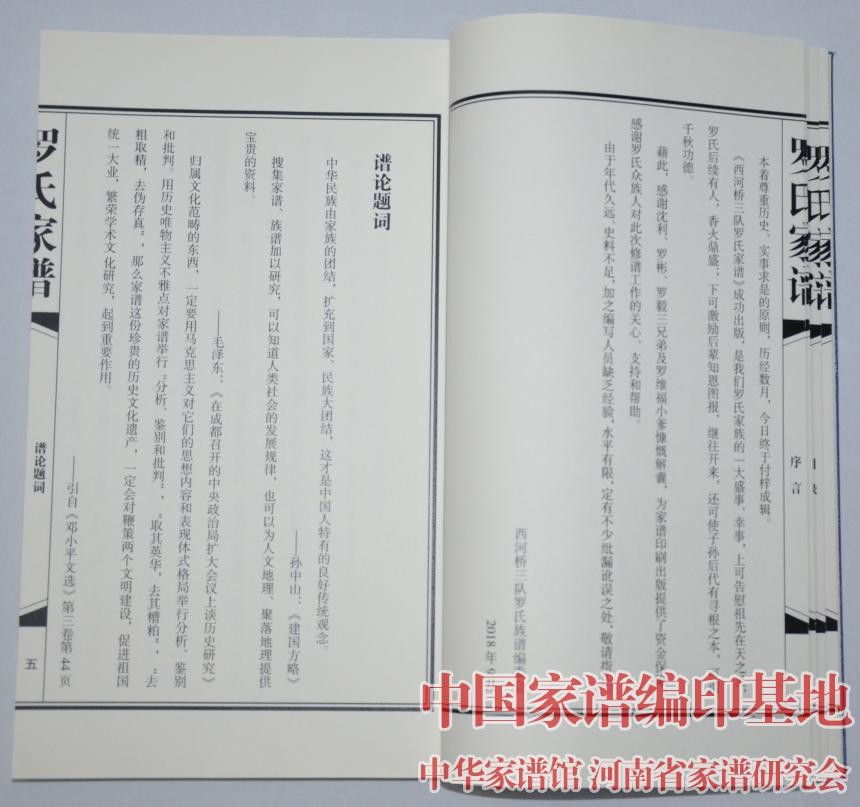 本着尊重历史、实事求是的原则，历经数月，今日终于付梓成辑。
《西河桥三队罗氏家谱》成功出版，是我们罗氏家族的一大盛事、幸事，上可告慰祖先在天之
罗氏后续有人，香火鼎盛，下可激励后辈知恩图报，继往开来，还可使子孙后代有寻根之本，
千秋功德。
藉此，感谢沈利、罗彬、罗毅三兄弟及罗维福小爹慷慨解囊，为家谱印刷出版提供了资金保
感谢罗氏众族人对此次修谱工作的关心、支持和帮助。
由于年代久远、史料不足，加之编写人员缺乏经验，水平有限，定有不少纰漏讹误之处，敬请指
西河桥三队罗氏族谱编委
2018年9月
序言
目录
谱论题词
中华民族由家族的团结，扩充到国家、民族大团结，这才是中国人特有的良好传统观念。
——孙中山：《建国方略》
搜集家谱、族谱加以研究，可以知道人类社会的发展规律，也可以为人文地理、聚落地理提供
宝贵的资料。
——毛泽东：《在成都召开的中央政治局扩大会议上谈历史研究》
归属文化范畴的东西，一定要用马克思主义对它们的思想内容和表现体式格局举行分析、鉴别
和批判。用历史唯物主义不雅点对家谱举行“分析、鉴别和批判”，“取其英华，去其糟粕”，“去
粗取精，去伪存真”，那么家谱这份珍贵的历史文化遗产，一定会对鞭策两个文明建设，促进祖国
统一大业，繁荣学术文化研究，起到重要作用。
——引自《邓小平文选》第三卷第44页
罗氏家谱
谱论题词
五
中国家谱编印基地
中华家谱馆 河南省家谱研究会